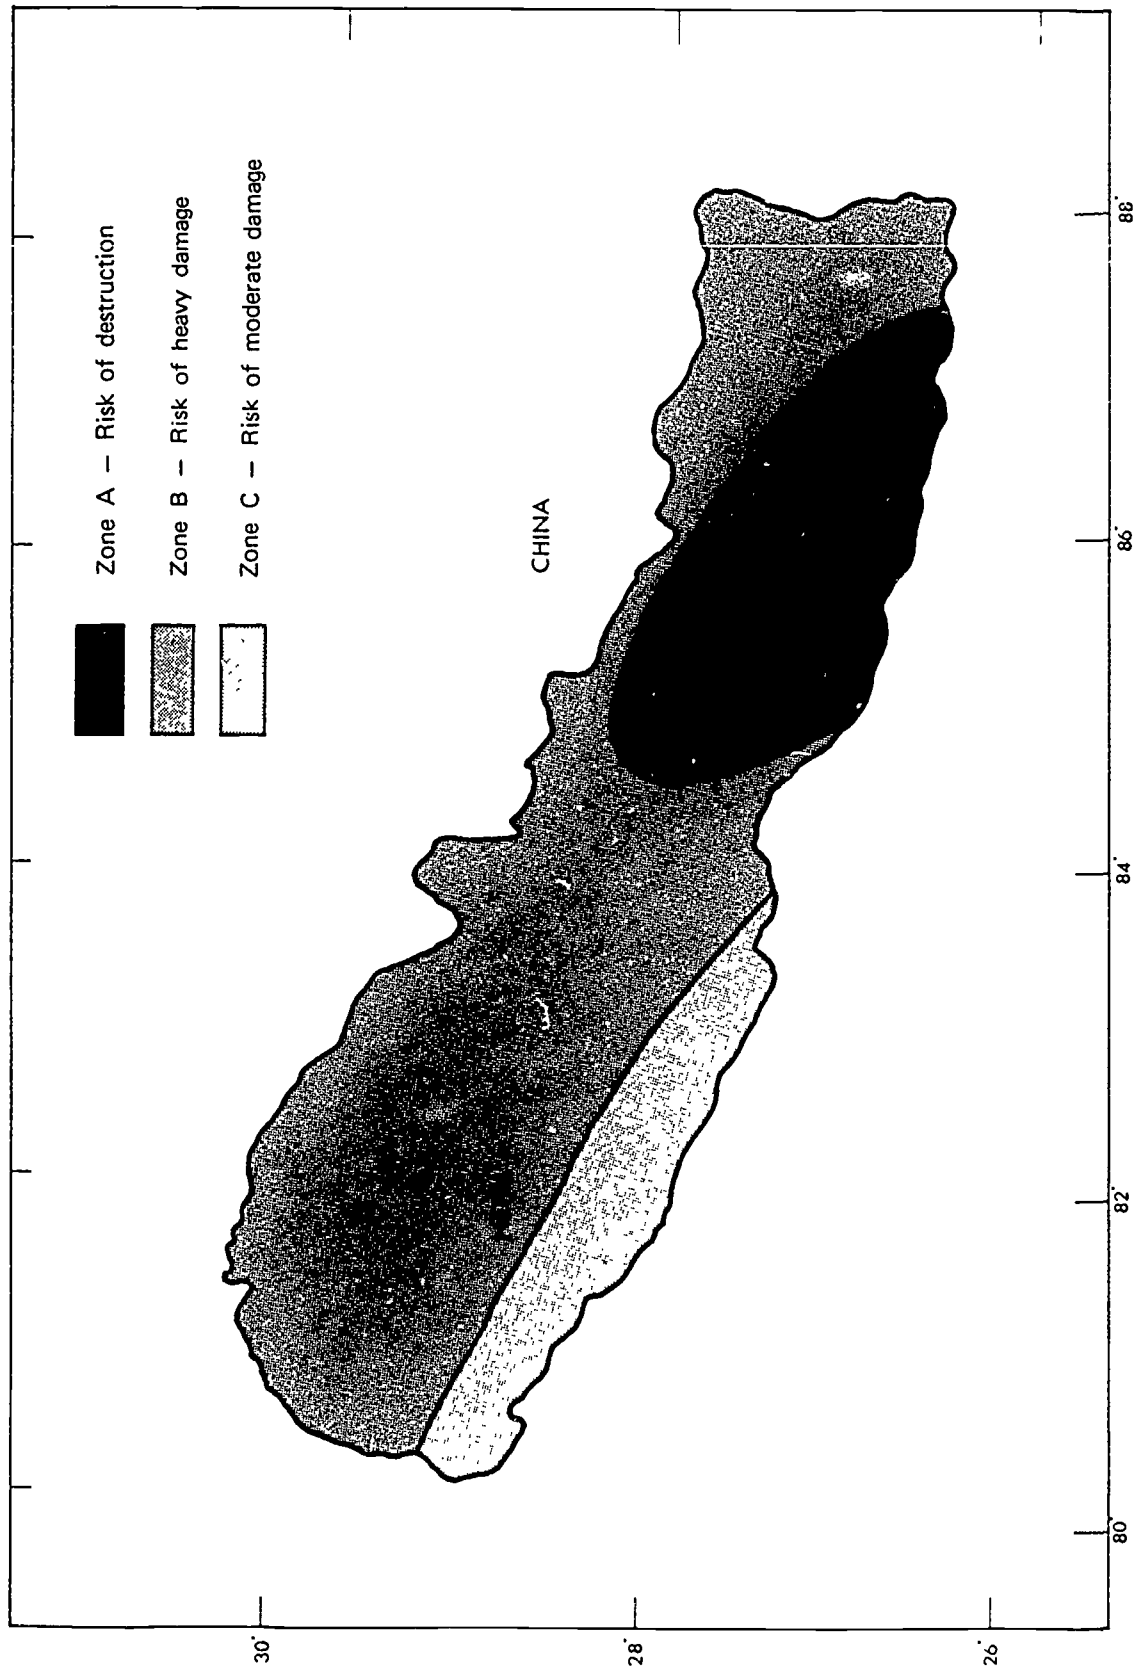 Zone A — Risk of destruction
Zone B — Risk of heavy damage
Zone C — Risk of moderate damage
CHINA
30°
28°
26°
80°
82°
84°
86°
88°